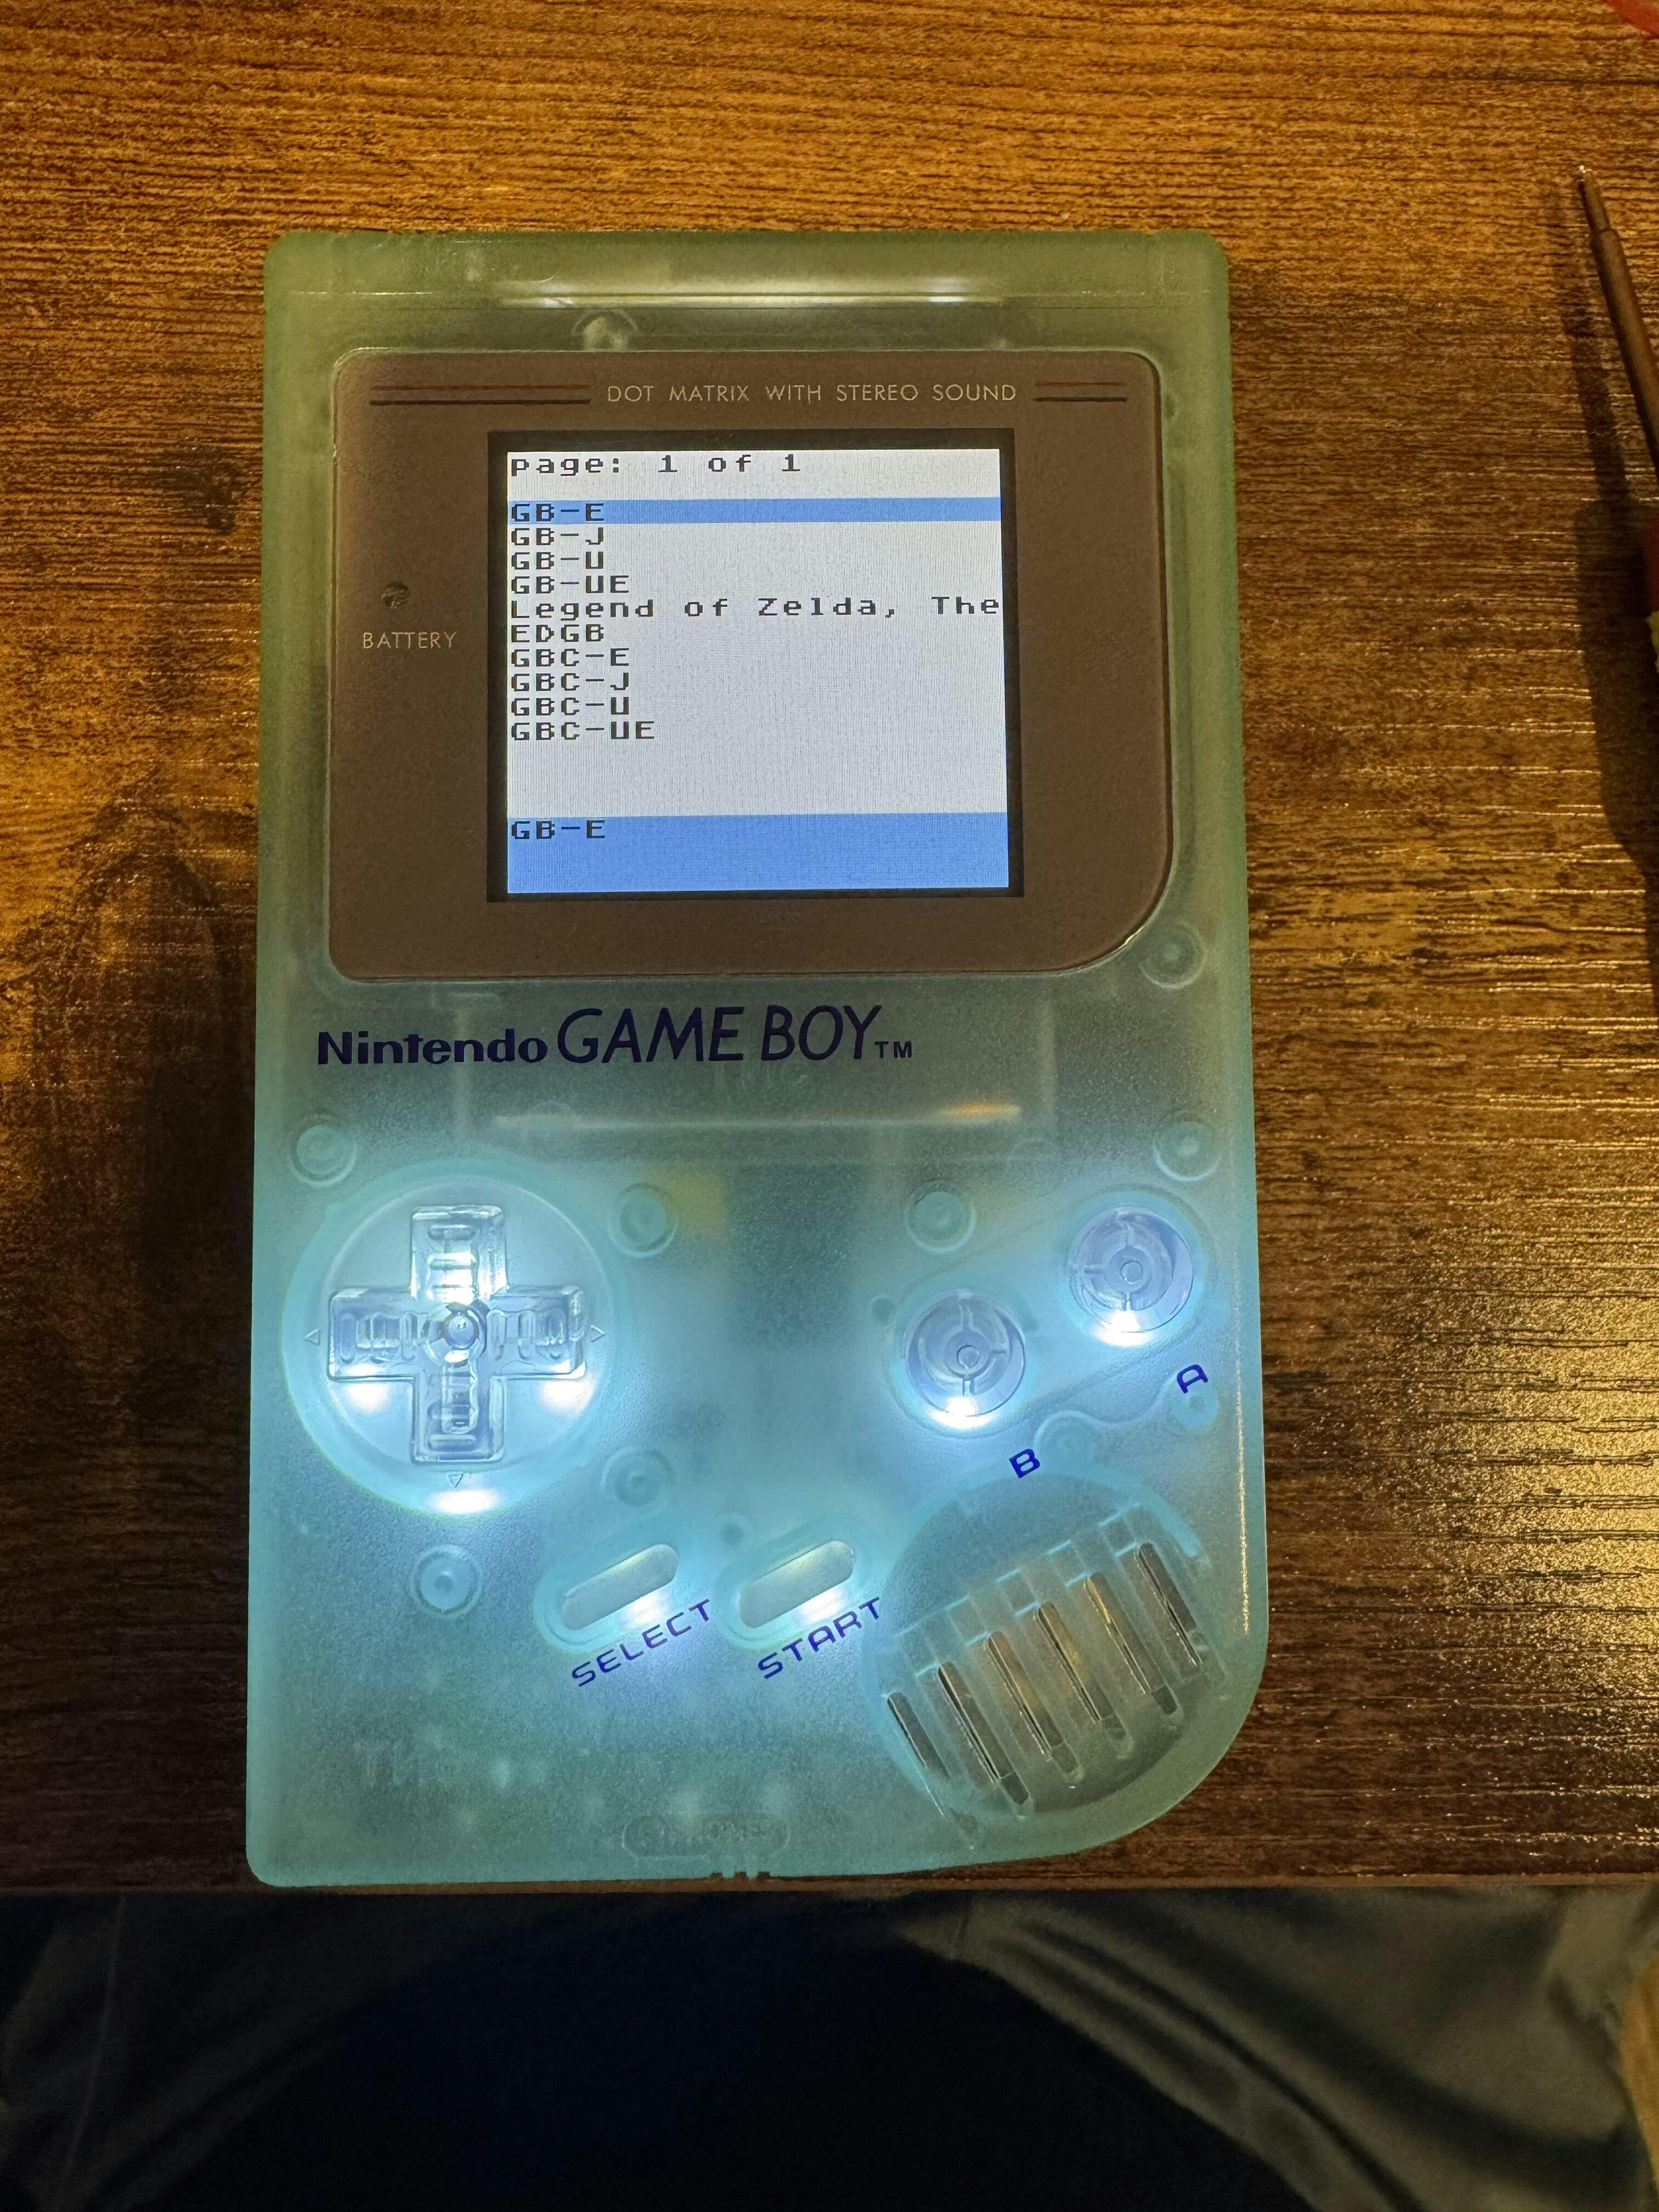 DOT MATRIX WITH STEREO SOUND
page: 1 of 1
GB-E
GB-J
GB-U
GB-UE
Legend of Zelda, The
EDGB
GBC-E
GBC-J
GBC-U
GBC-UE
GB-E
BATTERY
Nintendo GAME BOY™
A
B
SELECT
START